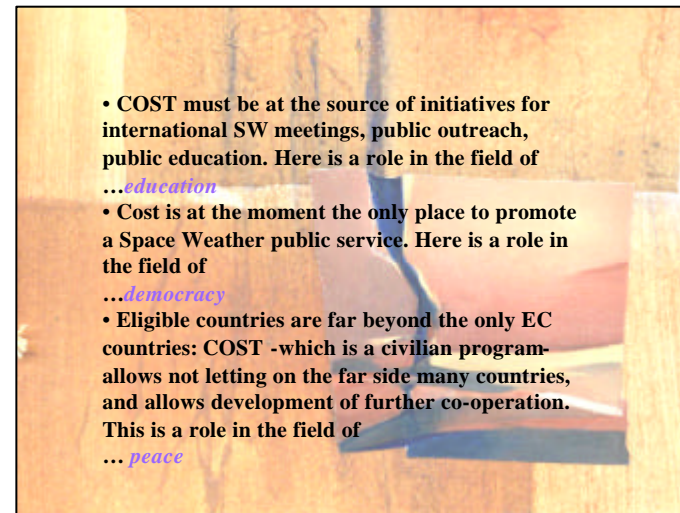 • COST must be at the source of initiatives for
international SW meetings, public outreach,
public education. Here is a role in the field of
…education
• Cost is at the moment the only place to promote
a Space Weather public service. Here is a role in
the field of
…democracy
• Eligible countries are far beyond the only EC
countries: COST -which is a civilian program-
allows not letting on the far side many countries,
and allows development of further co-operation.
This is a role in the field of
… peace